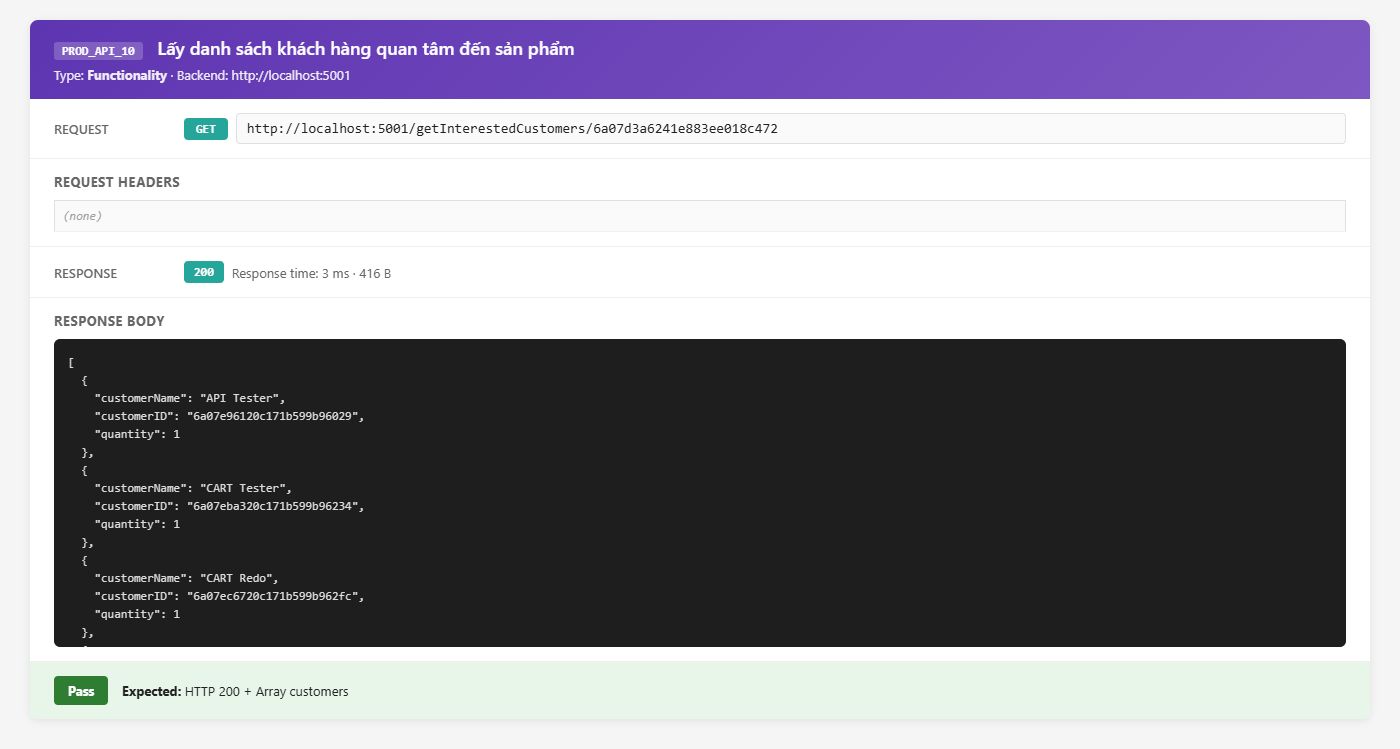 PROD_API_10 Lấy danh sách khách hàng quan tâm đến sản phẩm
Type: Functionality · Backend: http://localhost:5001
REQUEST GET http://localhost:5001/getInterestedCustomers/6a07d3a6241e883ee018c472
REQUEST HEADERS
(none)
RESPONSE 200 Response time: 3 ms · 416 B
RESPONSE BODY
[
  {
    "customerName": "API Tester",
    "customerID": "6a07e96120c171b599b96029",
    "quantity": 1
  },
  {
    "customerName": "CART Tester",
    "customerID": "6a07eba320c171b599b96234",
    "quantity": 1
  },
  {
    "customerName": "CART Redo",
    "customerID": "6a07ec6720c171b599b962fc",
    "quantity": 1
  },
Pass Expected: HTTP 200 + Array customers